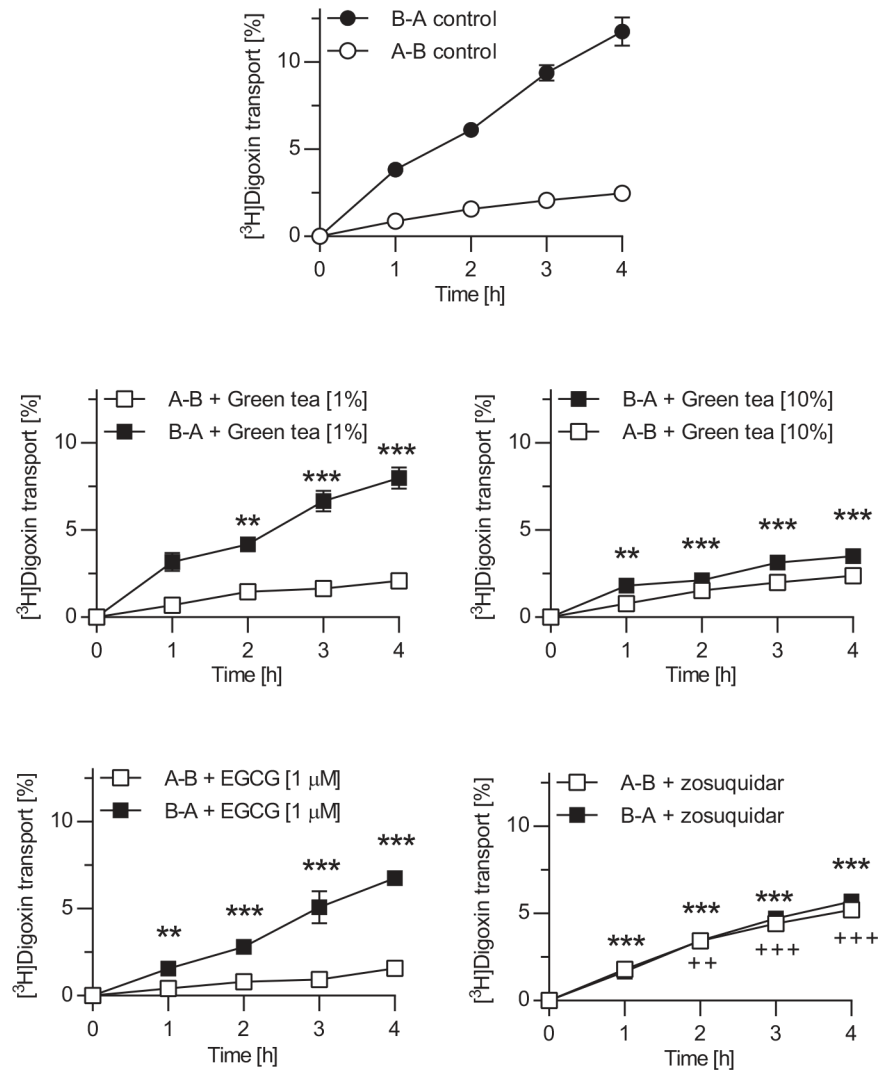 B-A control
A-B control
[³H]Digoxin transport [%]
10
5
0
0 1 2 3 4
Time [h]
A-B + Green tea [1%]
B-A + Green tea [1%]
[³H]Digoxin transport [%]
10
5
0
** *** ***
0 1 2 3 4
Time [h]
B-A + Green tea [10%]
A-B + Green tea [10%]
[³H]Digoxin transport [%]
10
5
0
** *** *** ***
0 1 2 3 4
Time [h]
A-B + EGCG [1 µM]
B-A + EGCG [1 µM]
[³H]Digoxin transport [%]
10
5
0
** *** *** ***
0 1 2 3 4
Time [h]
A-B + zosuquidar
B-A + zosuquidar
[³H]Digoxin transport [%]
10
5
0
*** *** *** ***
++ +++ +++
0 1 2 3 4
Time [h]